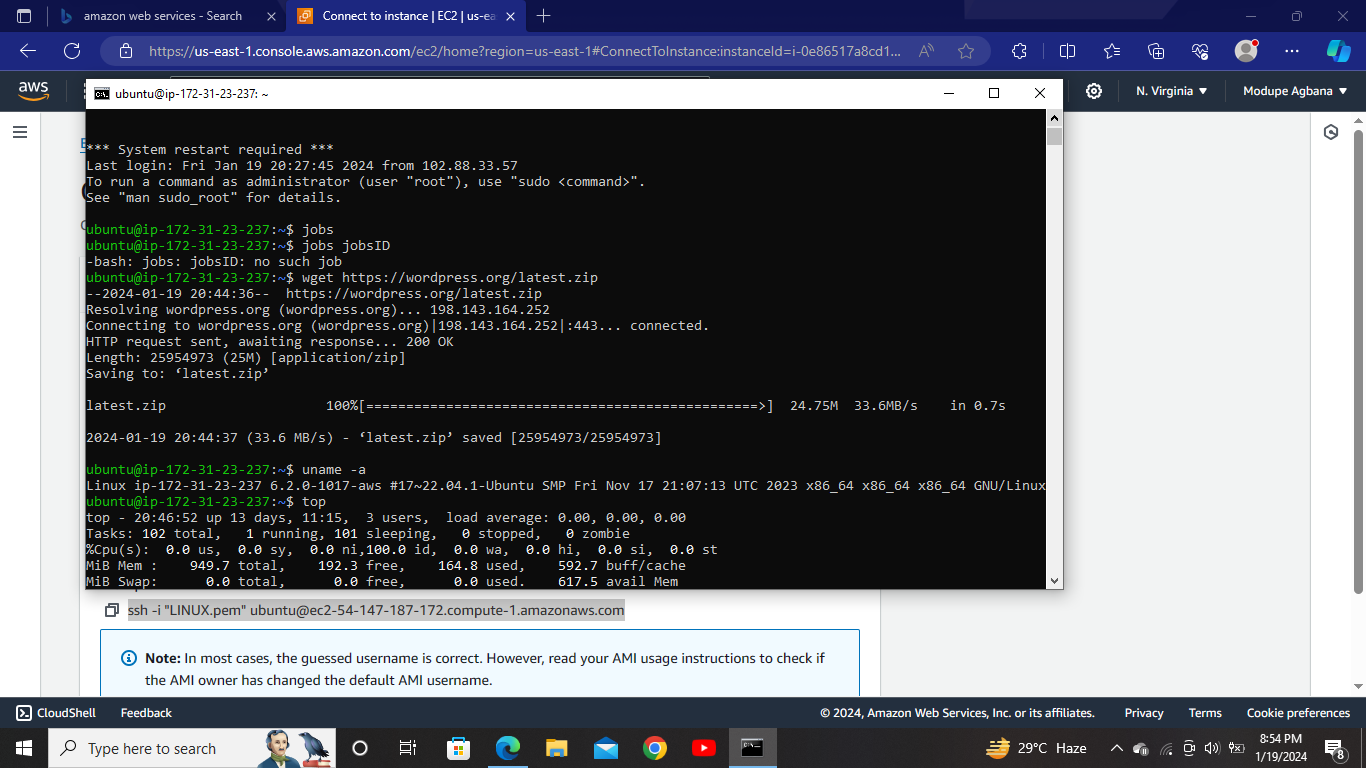 amazon web services - Search
Connect to instance | EC2 | us-eas
https://us-east-1.console.aws.amazon.com/ec2/home?region=us-east-1#ConnectToInstance:instanceId=i-0e86517a8cd1...
aws
N. Virginia
Modupe Agbana
ubuntu@ip-172-31-23-237: ~
*** System restart required ***
Last login: Fri Jan 19 20:27:45 2024 from 102.88.33.57
To run a command as administrator (user "root"), use "sudo <command>".
See "man sudo_root" for details.
ubuntu@ip-172-31-23-237:~$ jobs
ubuntu@ip-172-31-23-237:~$ jobs jobsID
-bash: jobs: jobsID: no such job
ubuntu@ip-172-31-23-237:~$ wget https://wordpress.org/latest.zip
--2024-01-19 20:44:36--  https://wordpress.org/latest.zip
Resolving wordpress.org (wordpress.org)... 198.143.164.252
Connecting to wordpress.org (wordpress.org)|198.143.164.252|:443... connected.
HTTP request sent, awaiting response... 200 OK
Length: 25954973 (25M) [application/zip]
Saving to: ‘latest.zip’
latest.zip                    100%[=================================================>]  24.75M  33.6MB/s    in 0.7s
2024-01-19 20:44:37 (33.6 MB/s) - ‘latest.zip’ saved [25954973/25954973]
ubuntu@ip-172-31-23-237:~$ uname -a
Linux ip-172-31-23-237 6.2.0-1017-aws #17~22.04.1-Ubuntu SMP Fri Nov 17 21:07:13 UTC 2023 x86_64 x86_64 x86_64 GNU/Linux
ubuntu@ip-172-31-23-237:~$ top
top - 20:46:52 up 13 days, 11:15,  3 users,  load average: 0.00, 0.00, 0.00
Tasks: 102 total,   1 running, 101 sleeping,   0 stopped,   0 zombie
%Cpu(s):  0.0 us,  0.0 sy,  0.0 ni,100.0 id,  0.0 wa,  0.0 hi,  0.0 si,  0.0 st
MiB Mem :    949.7 total,    192.3 free,    164.8 used,    592.7 buff/cache
MiB Swap:      0.0 total,      0.0 free,      0.0 used.    617.5 avail Mem
ssh -i "LINUX.pem" ubuntu@ec2-54-147-187-172.compute-1.amazonaws.com
Note: In most cases, the guessed username is correct. However, read your AMI usage instructions to check if
the AMI owner has changed the default AMI username.
CloudShell
Feedback
© 2024, Amazon Web Services, Inc. or its affiliates.
Privacy
Terms
Cookie preferences
Type here to search
29°C Haze
8:54 PM
1/19/2024
8